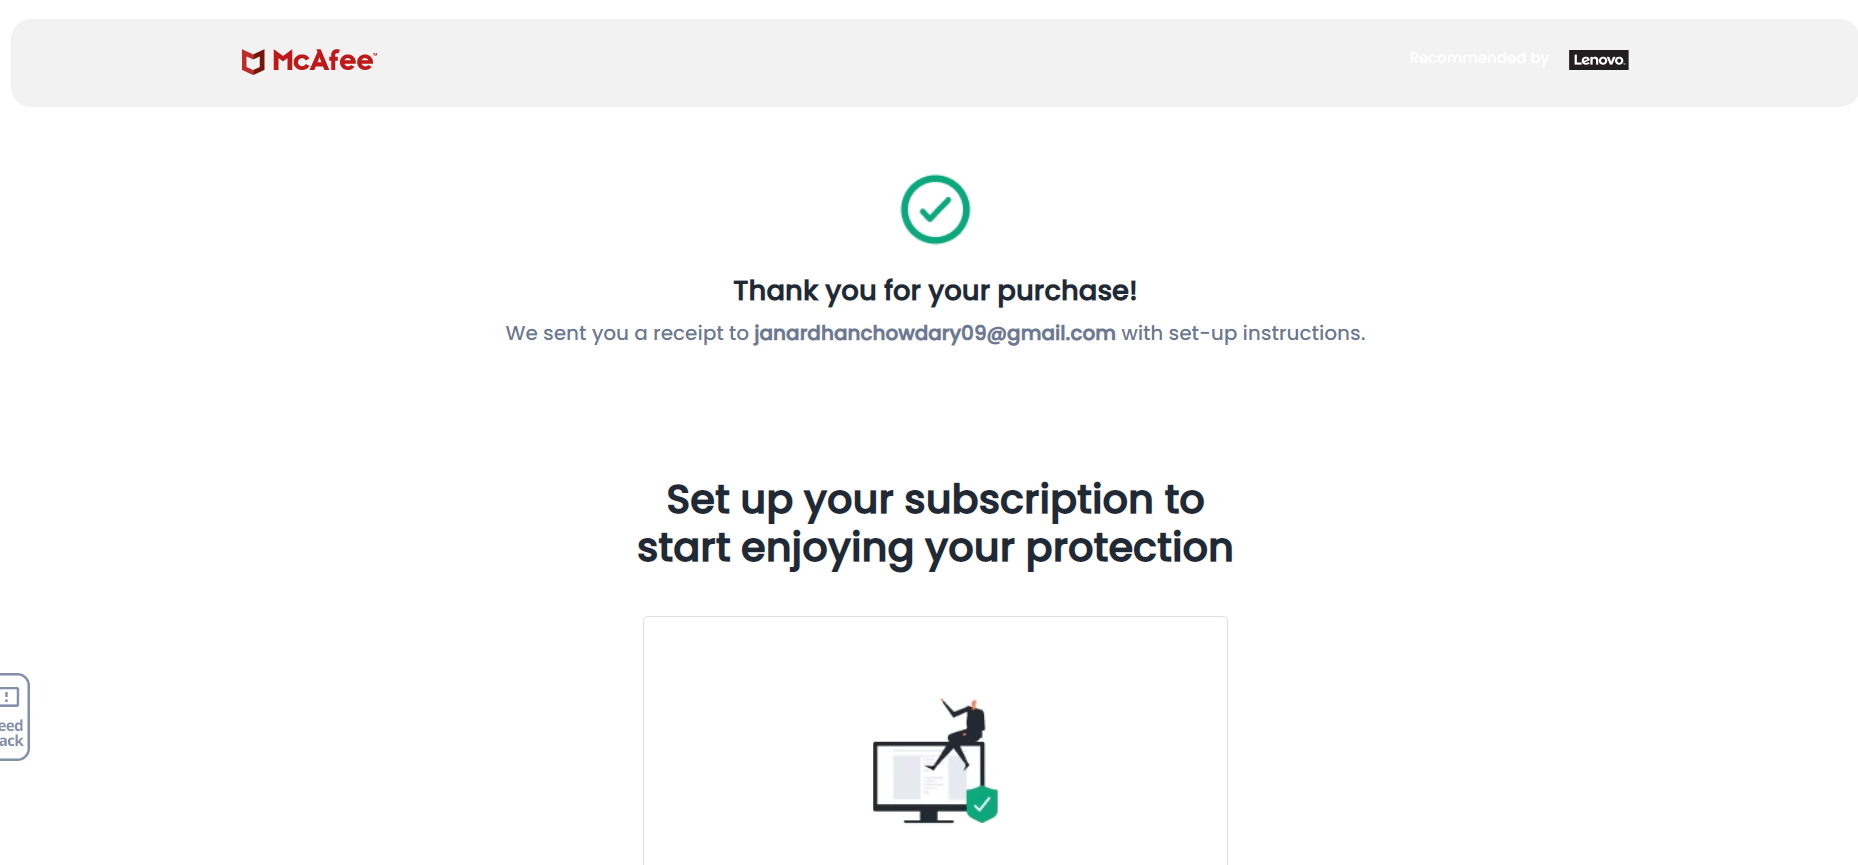 McAfee™
Recommended by Lenovo.
Thank you for your purchase!
We sent you a receipt to janardhanchowdary09@gmail.com with set-up instructions.
Set up your subscription to
start enjoying your protection
eed
ack